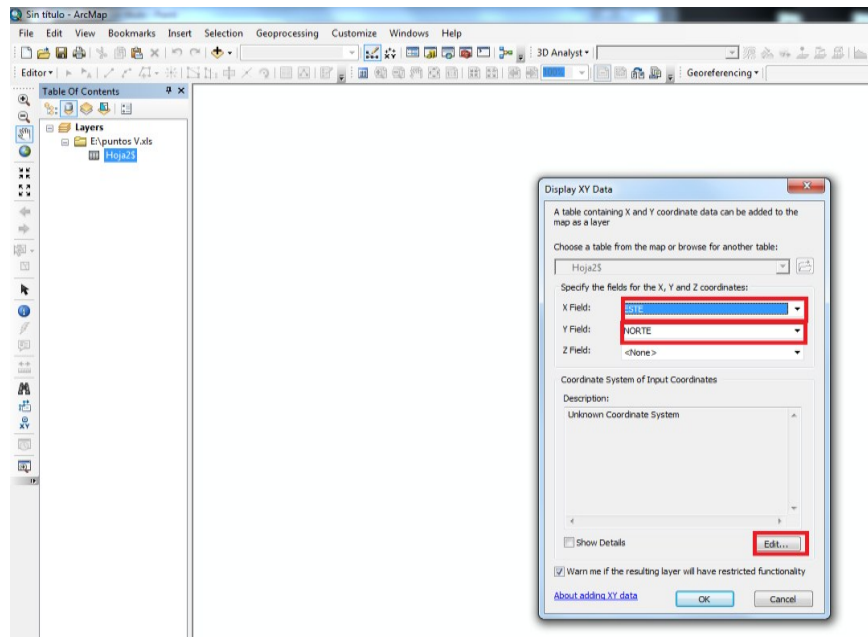 Sin título - ArcMap
File Edit View Bookmarks Insert Selection Geoprocessing Customize Windows Help
3D Analyst
Editor
100%
Georeferencing
Table Of Contents
Layers
E:\puntos V.xls
Hoja2$
Display XY Data
A table containing X and Y coordinate data can be added to the
map as a layer
Choose a table from the map or browse for another table:
Hoja2$
Specify the fields for the X, Y and Z coordinates:
X Field:
ESTE
Y Field:
NORTE
Z Field:
<None>
Coordinate System of Input Coordinates
Description:
Unknown Coordinate System
Show Details
Edit...
Warn me if the resulting layer will have restricted functionality
About adding XY data
OK
Cancel